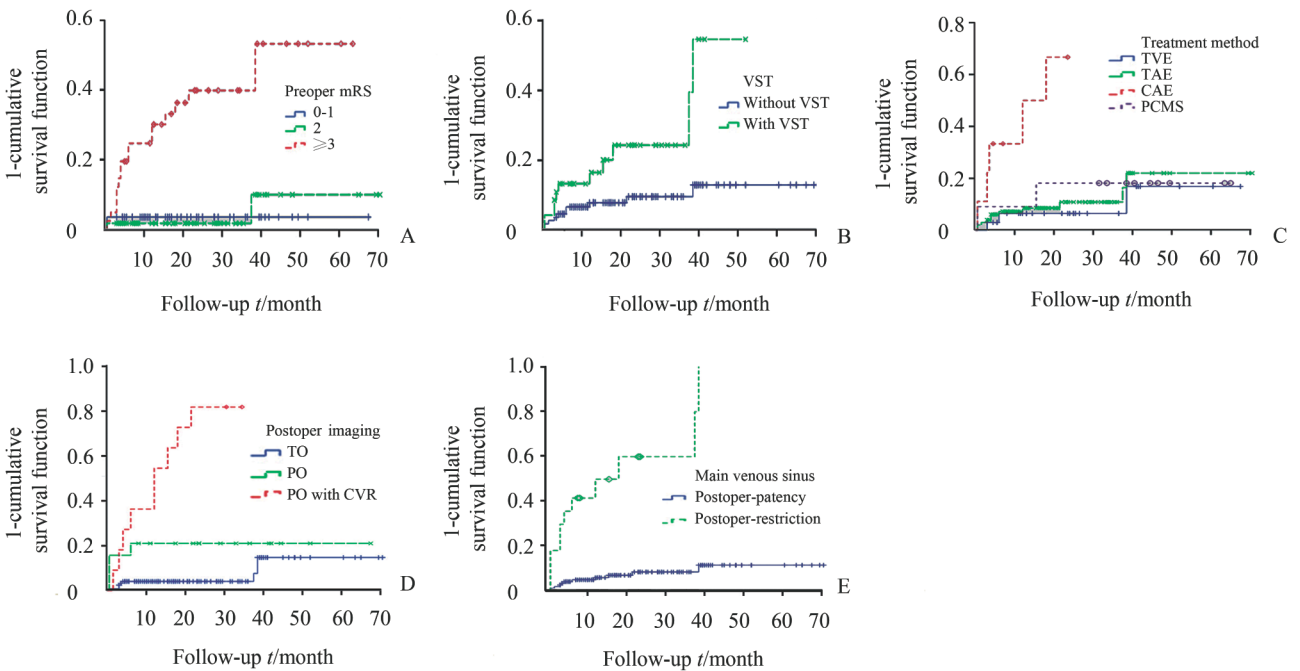 0.6
0.4
0.2
0
1-cumulative
survival function
Preoper mRS
0-1
2
≥3
10 20 30 40 50 60 70
Follow-up t/month
A
0.6
0.4
0.2
0
1-cumulative
survival function
VST
Without VST
With VST
10 20 30 40 50 60 70
Follow-up t/month
B
0.8
0.6
0.4
0.2
0
1-cumulative
survival function
Treatment method
TVE
TAE
CAE
PCMS
10 20 30 40 50 60 70
Follow-up t/month
C
1.0
0.8
0.6
0.4
0.2
0
1-cumulative
survival function
Postoper imaging
TO
PO
PO with CVR
10 20 30 40 50 60 70
Follow-up t/month
D
1.0
0.8
0.6
0.4
0.2
0
1-cumulative
survival function
Main venous sinus
Postoper-patency
Postoper-restriction
10 20 30 40 50 60 70
Follow-up t/month
E